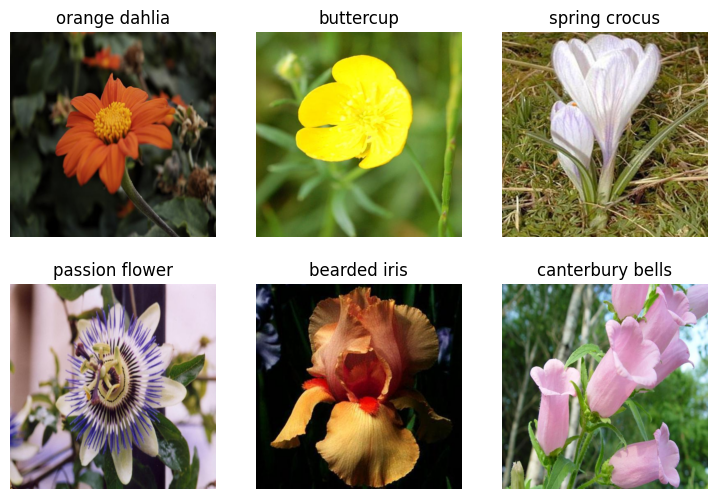 orange dahlia
buttercup
spring crocus
passion flower
bearded iris
canterbury bells